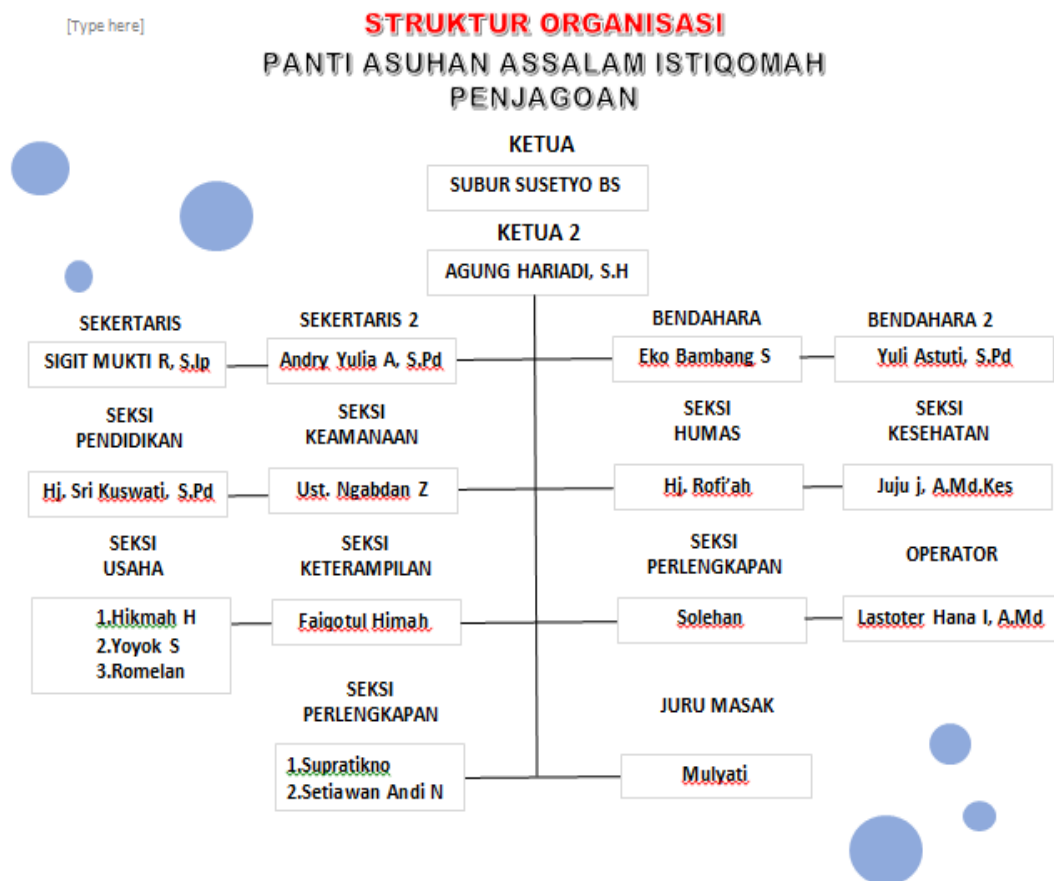 [Type here]
STRUKTUR ORGANISASI
PANTI ASUHAN ASSALAM ISTIQOMAH
PENJAGOAN
KETUA
SUBUR SUSETYO BS
KETUA 2
AGUNG HARIADI, S.H
SEKERTARIS
SIGIT MUKTI R, S.Ip
SEKERTARIS 2
Andry Yulia A, S.Pd
BENDAHARA
Eko Bambang S
BENDAHARA 2
Yuli Astuti, S.Pd
SEKSI
PENDIDIKAN
Hj. Sri Kuswati, S.Pd
SEKSI
KEAMANAAN
Ust. Ngabdan Z
SEKSI
HUMAS
Hj. Rofi'ah
SEKSI
KESEHATAN
Juju j, A.Md.Kes
SEKSI
USAHA
1.Hikmah H
2.Yoyok S
3.Romelan
SEKSI
KETERAMPILAN
Faiqotul Himah
SEKSI
PERLENGKAPAN
Solehan
OPERATOR
Lastoter Hana I, A.Md
SEKSI
PERLENGKAPAN
1.Supratikno
2.Setiawan Andi N
JURU MASAK
Mulyati